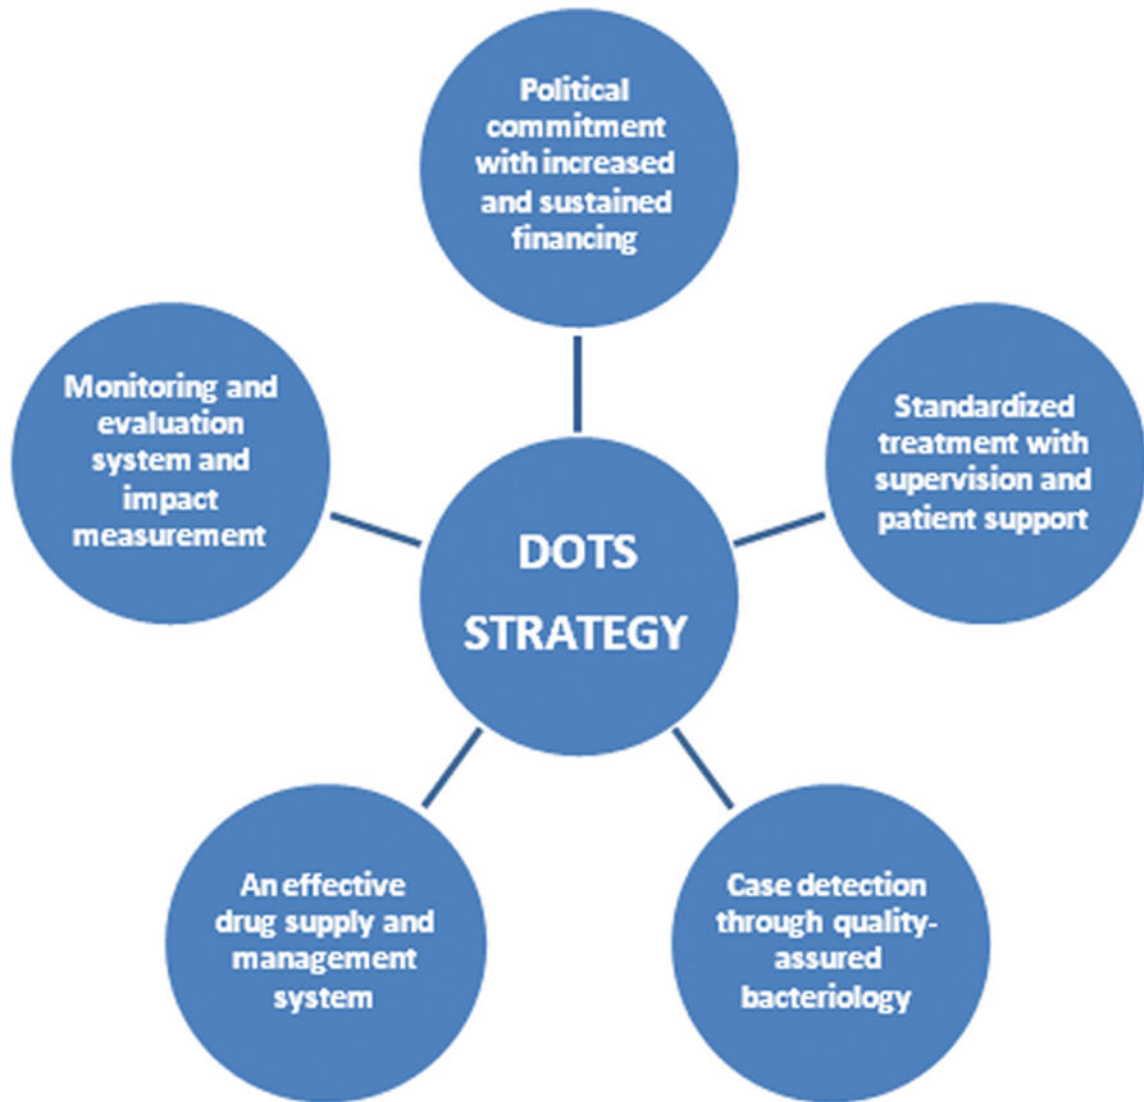 Political
commitment
with increased
and sustained
financing
Monitoring and
evaluation
system and
impact
measurement
Standardized
treatment with
supervision and
patient support
DOTS
STRATEGY
An effective
drug supply and
management
system
Case detection
through quality-
assured
bacteriology